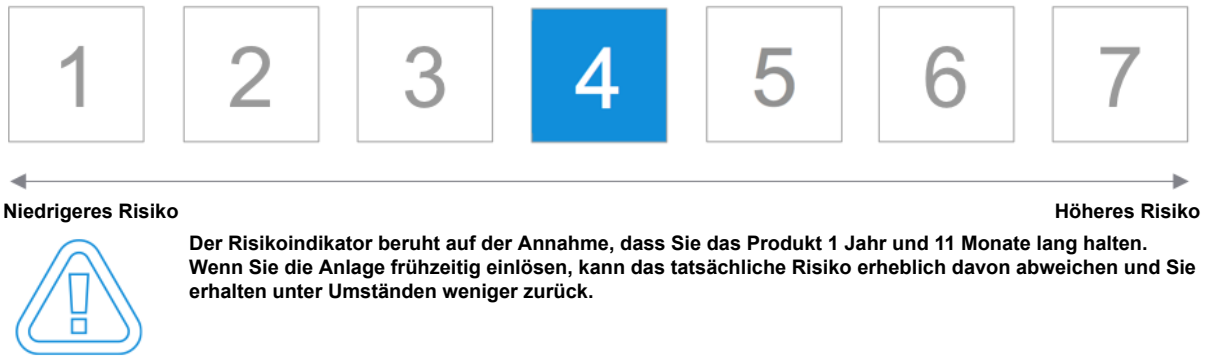 1 2 3 4 5 6 7
Niedrigeres Risiko Höheres Risiko
Der Risikoindikator beruht auf der Annahme, dass Sie das Produkt 1 Jahr und 11 Monate lang halten.
Wenn Sie die Anlage frühzeitig einlösen, kann das tatsächliche Risiko erheblich davon abweichen und Sie
erhalten unter Umständen weniger zurück.